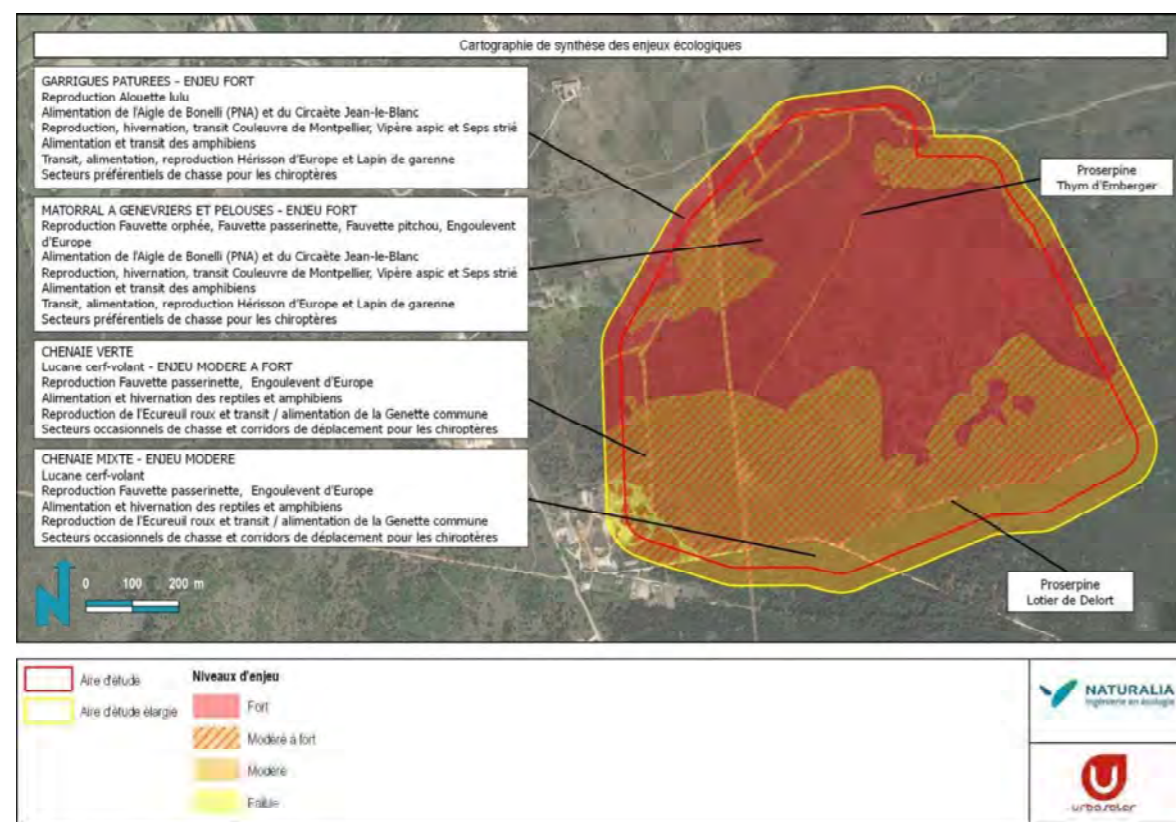 Cartographie de synthèse des enjeux écologiques
GARRIGUES PATUREES - ENJEU FORT
Reproduction Alouette lulu
Alimentation de l'Aigle de Bonelli (PNA) et du Circaète Jean-le-Blanc
Reproduction, hivernation, transit Couleuvre de Montpellier, Vipère aspic et Seps strié
Alimentation et transit des amphibiens
Transit, alimentation, reproduction Hérisson d'Europe et Lapin de garenne
Secteurs préférentiels de chasse pour les chiroptères
MATORRAL A GENEVRIERS ET PELOUSES - ENJEU FORT
Reproduction Fauvette orphée, Fauvette passerinette, Fauvette pitchou, Engoulevent
d'Europe
Alimentation de l'Aigle de Bonelli (PNA) et du Circaète Jean-le-Blanc
Reproduction, hivernation, transit Couleuvre de Montpellier, Vipère aspic et Seps strié
Alimentation et transit des amphibiens
Transit, alimentation, reproduction Hérisson d'Europe et Lapin de garenne
Secteurs préférentiels de chasse pour les chiroptères
CHENAIE VERTE
Lucane cerf-volant - ENJEU MODERE A FORT
Reproduction Fauvette passerinette, Engoulevent d'Europe
Alimentation et hivernation des reptiles et amphibiens
Reproduction de l'Ecureuil roux et transit / alimentation de la Genette commune
Secteurs occasionnels de chasse et corridors de déplacement pour les chiroptères
CHENAIE MIXTE - ENJEU MODERE
Lucane cerf-volant
Reproduction Fauvette passerinette, Engoulevent d'Europe
Alimentation et hivernation des reptiles et amphibiens
Reproduction de l'Ecureuil roux et transit / alimentation de la Genette commune
Secteurs occasionnels de chasse et corridors de déplacement pour les chiroptères
Proserpine
Thym d'Emberger
Proserpine
Lotier de Delort
N
0 100 200 m
Aire d'étude
Aire d'étude élargie
Niveaux d'enjeu
Fort
Modéré à fort
Modéré
Faible
NATURALIA
Ingénierie en écologie
urbasolar